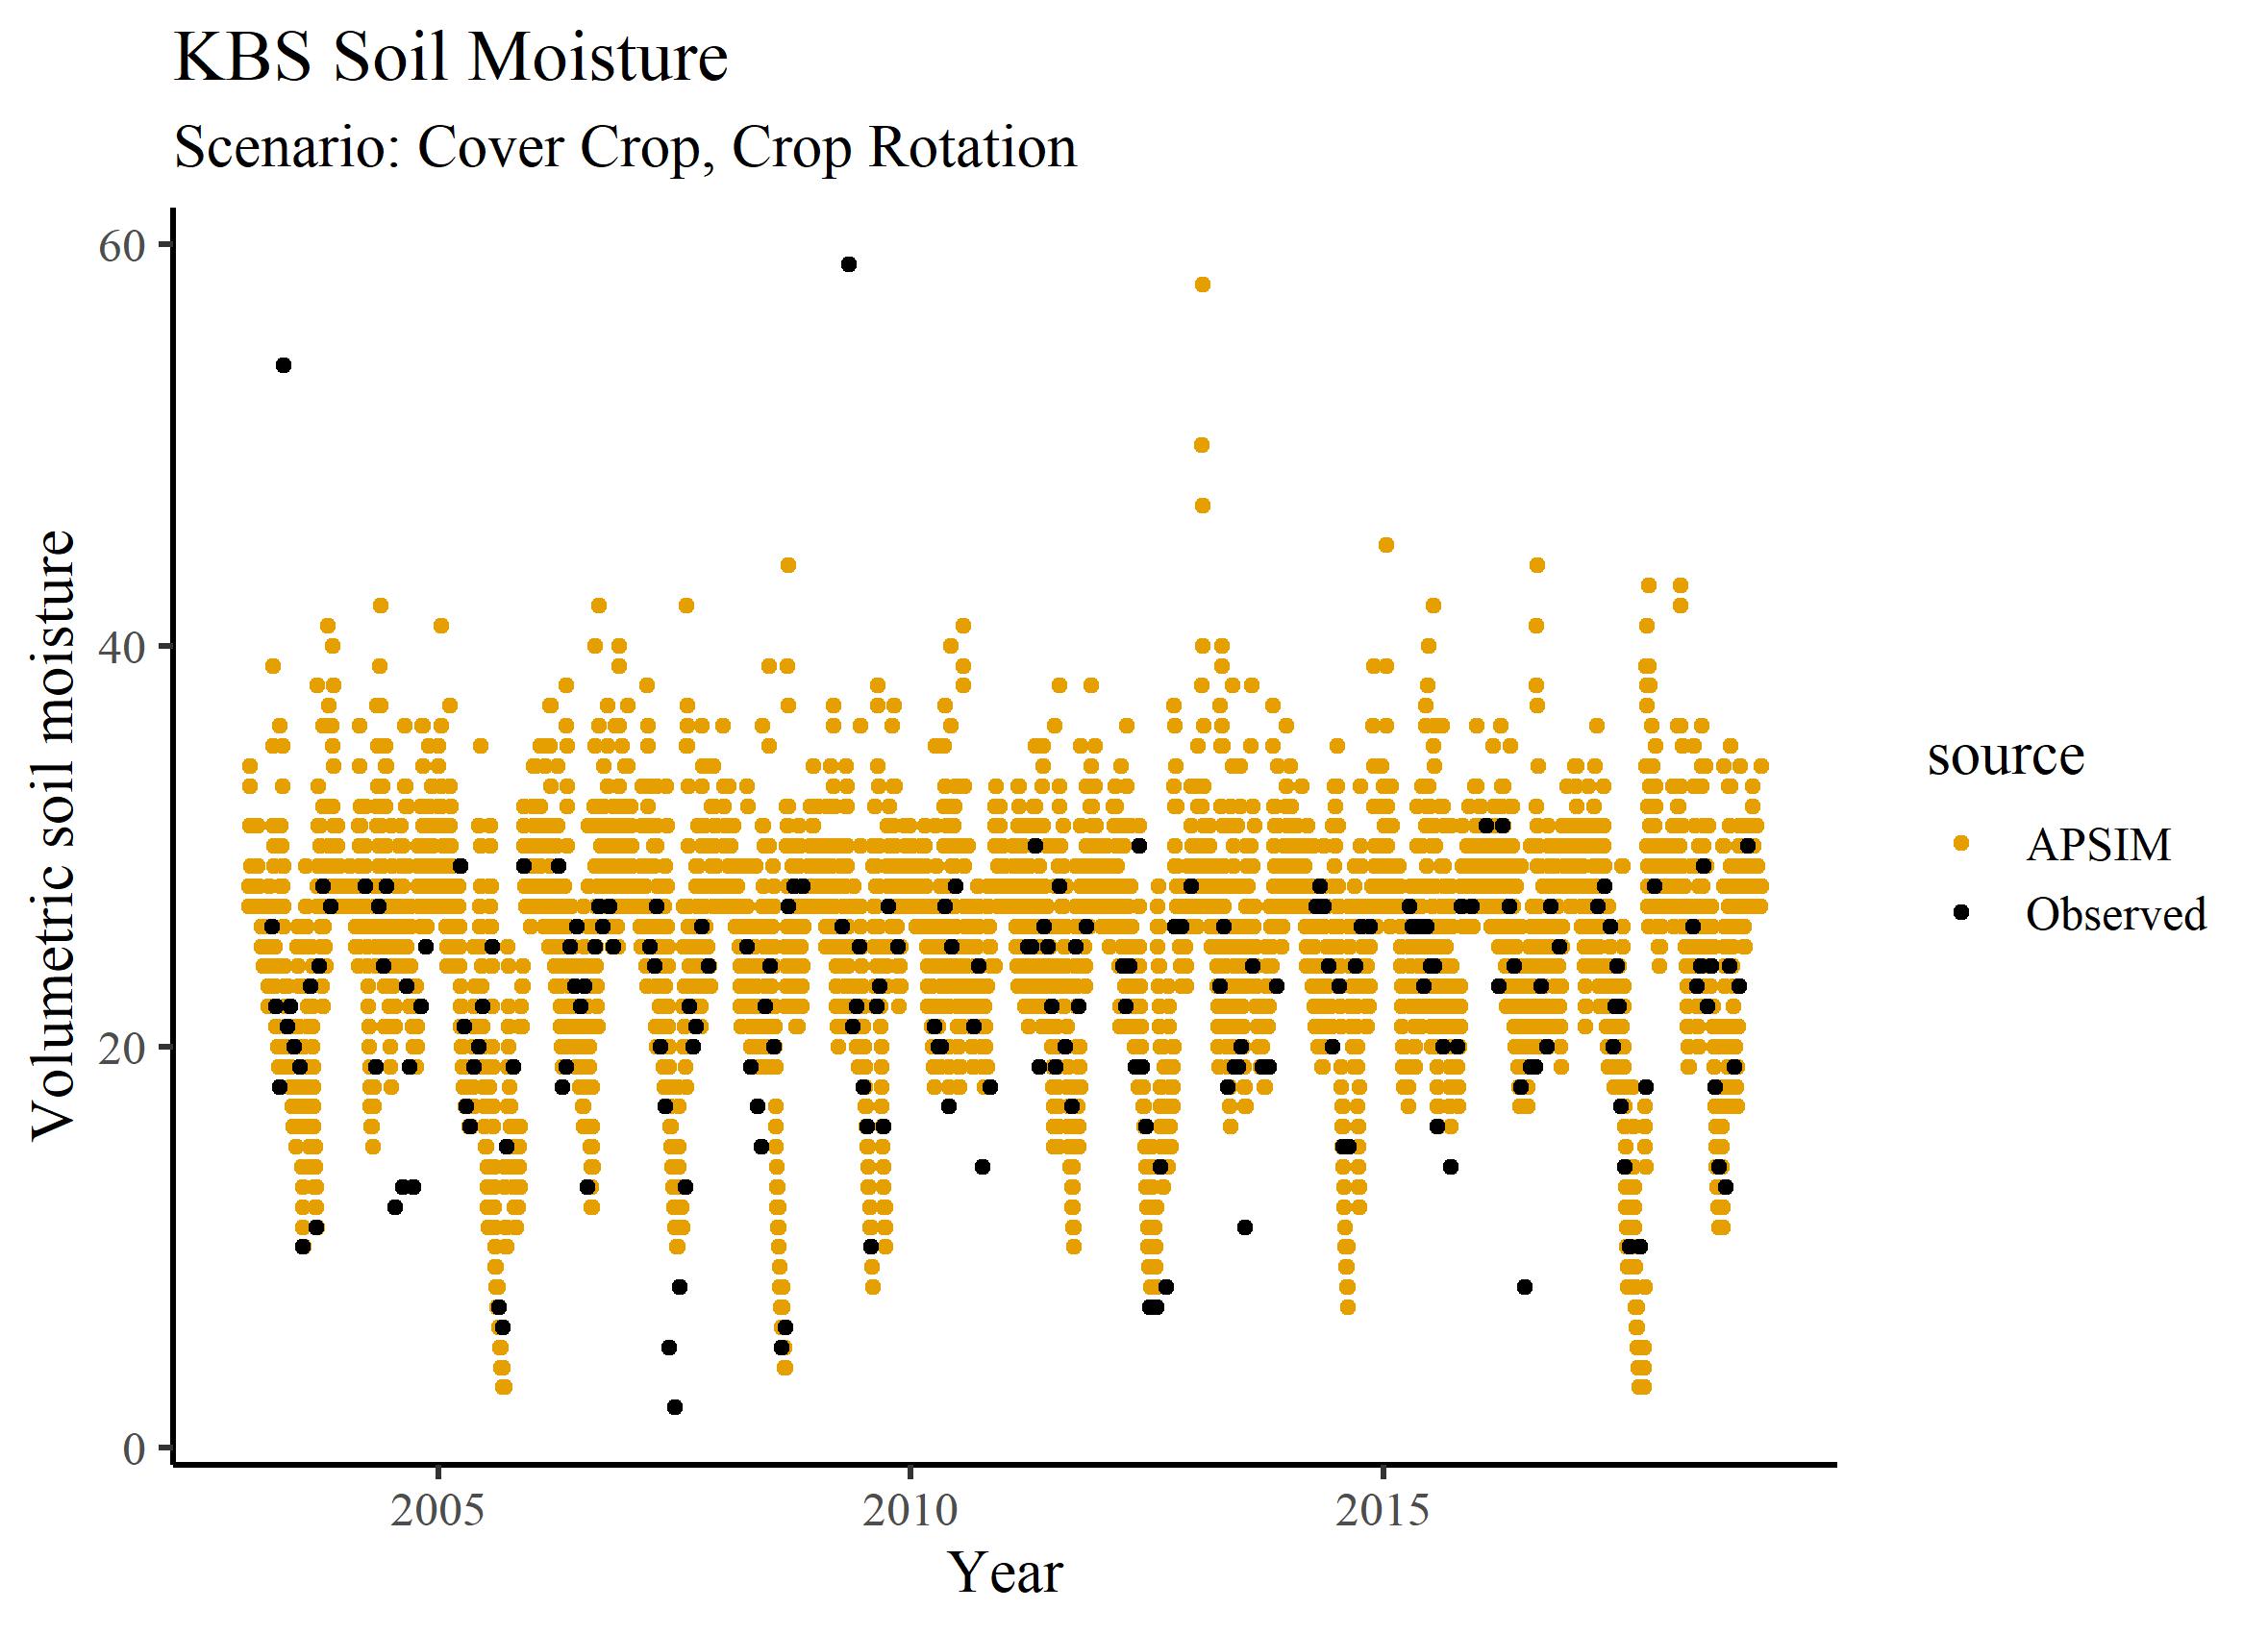 KBS Soil Moisture
Scenario: Cover Crop, Crop Rotation
Volumetric soil moisture
60
40
20
0
2005
2010
2015
Year
source
APSIM
Observed